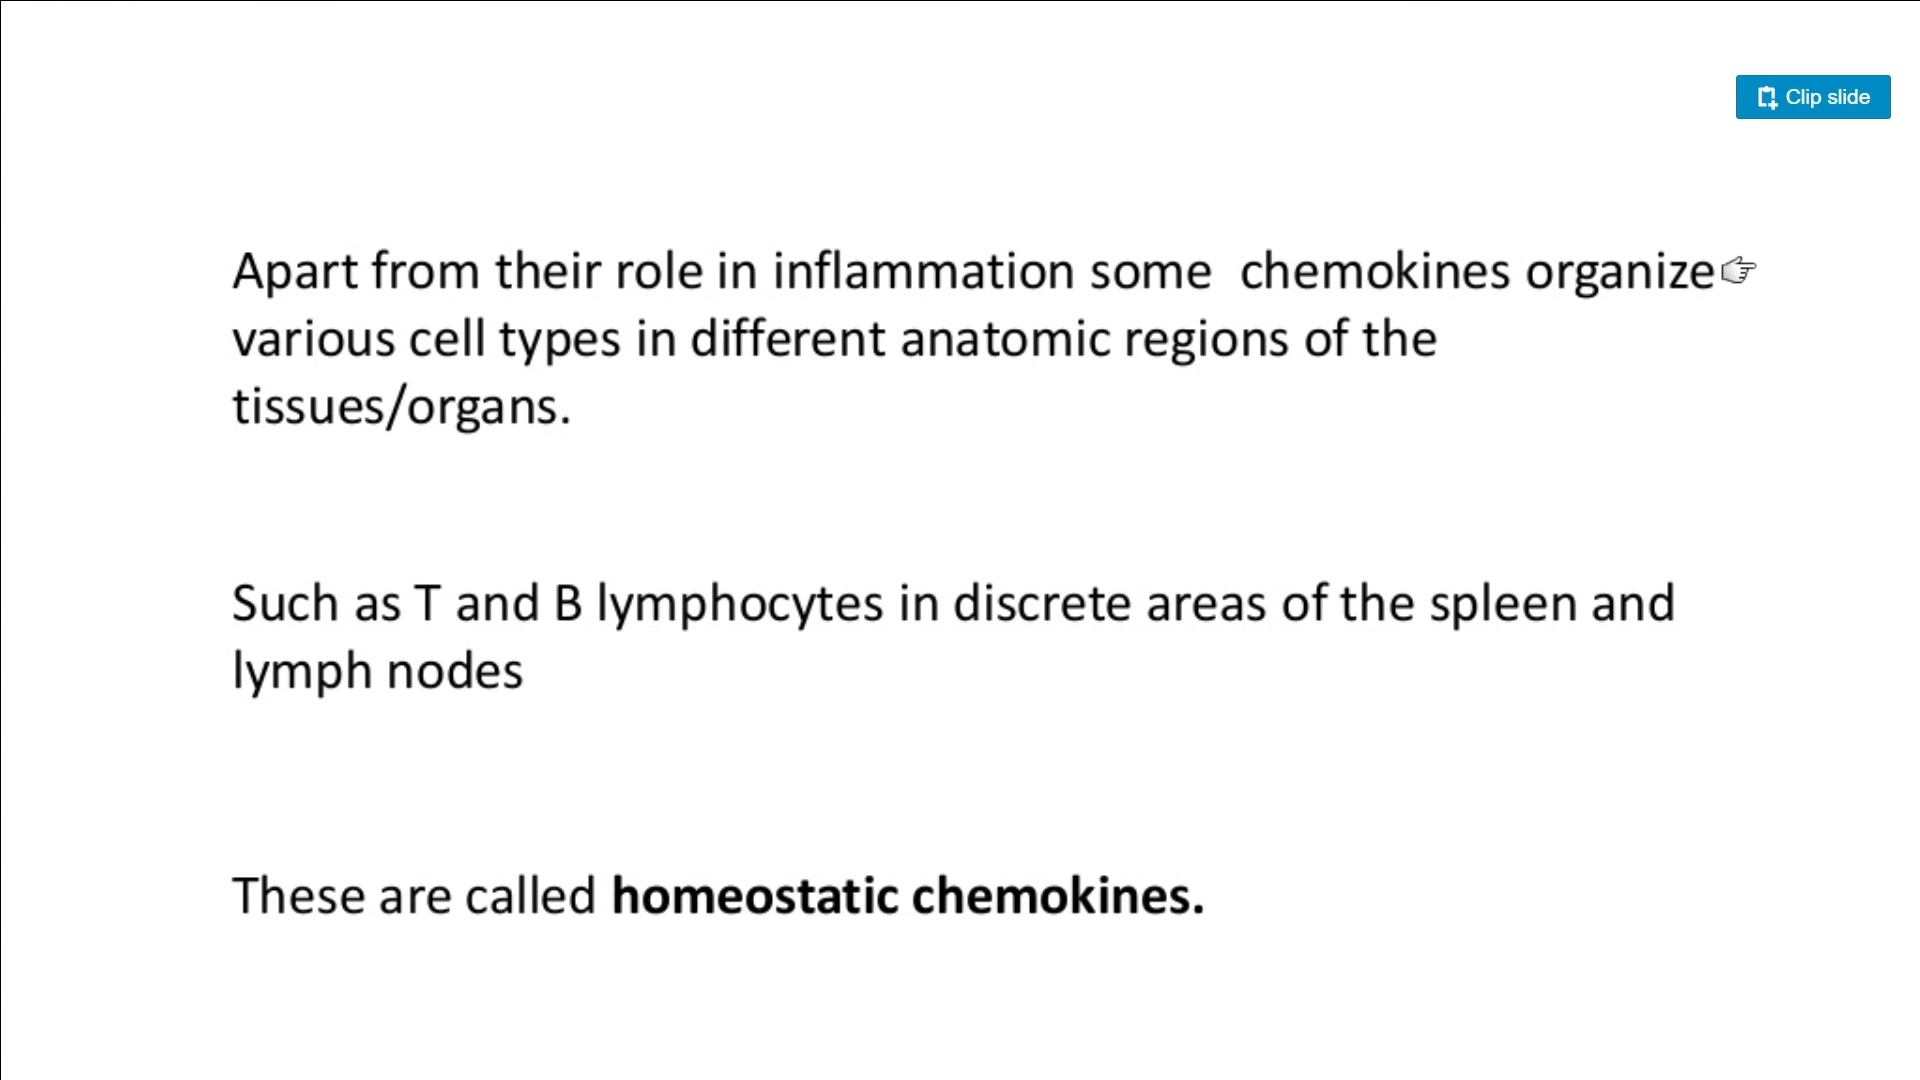 Clip slide
Apart from their role in inflammation some  chemokines organize
various cell types in different anatomic regions of the
tissues/organs.
Such as T and B lymphocytes in discrete areas of the spleen and
lymph nodes
These are called homeostatic chemokines.